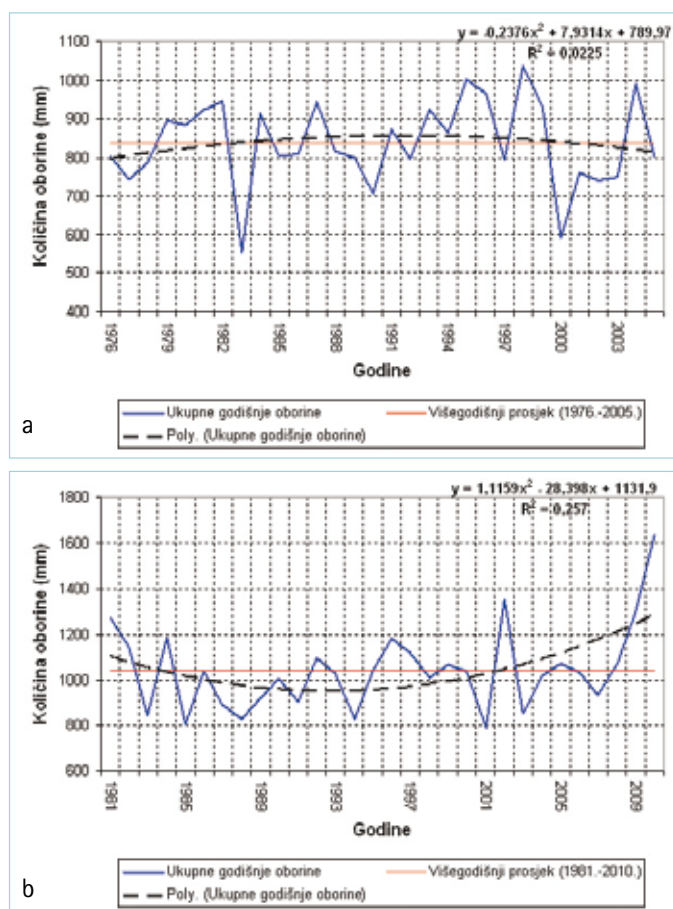 y = -0,2376x² + 7,9314x + 789,97
R² = 0,0225
Količina oborine (mm)
1100
1000
900
800
700
600
500
400
1976
1979
1982
1985
1988
1991
1994
1997
2000
2003
Godine
Ukupne godišnje oborine
Višegodišnji prosjek (1976.-2005.)
Poly. (Ukupne godišnje oborine)
a
y = 1,1159x² - 28,398x + 1131,9
R² = 0,257
Količina oborine (mm)
1800
1600
1400
1200
1000
800
600
1981
1985
1989
1993
1997
2001
2005
2009
Godine
Ukupne godišnje oborine
Višegodišnji prosjek (1981.-2010.)
Poly. (Ukupne godišnje oborine)
b